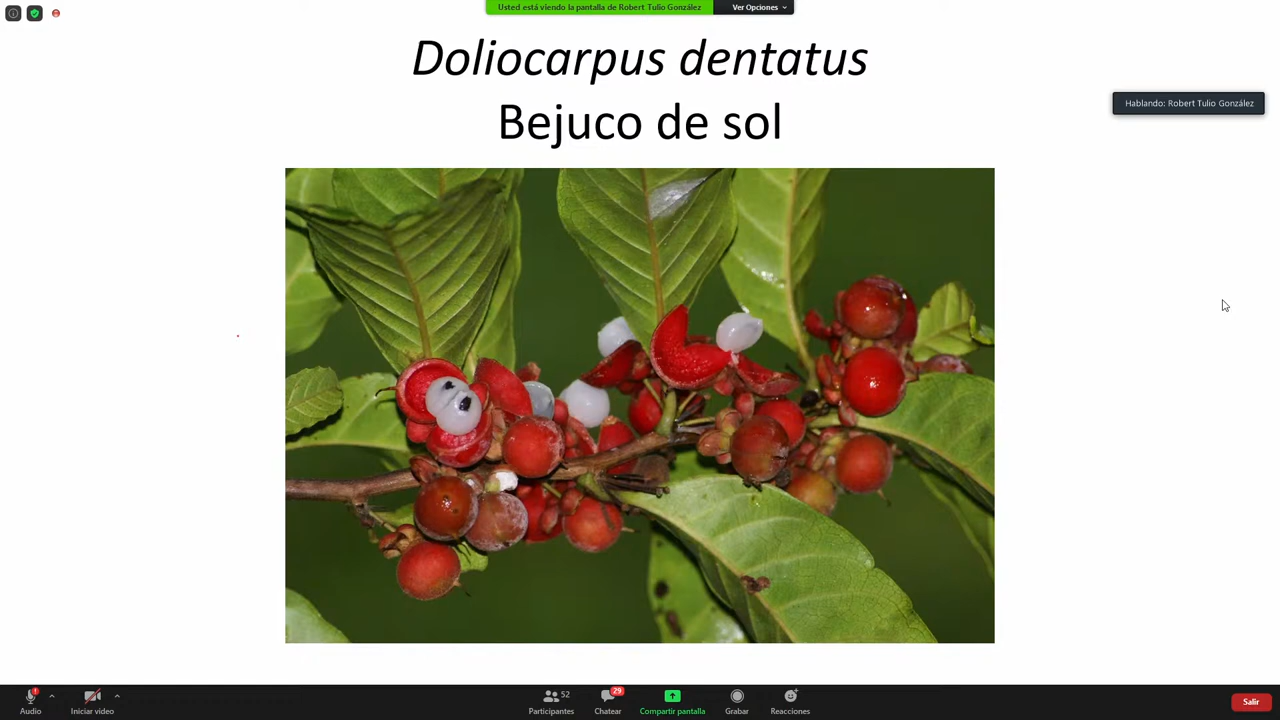 Usted está viendo la pantalla de Robert Tulio González
Ver Opciones
Doliocarpus dentatus
Bejuco de sol
Hablando: Robert Tulio González
Audio
Iniciar video
52
Participantes
29
Chatear
Compartir pantalla
Grabar
Reacciones
Salir